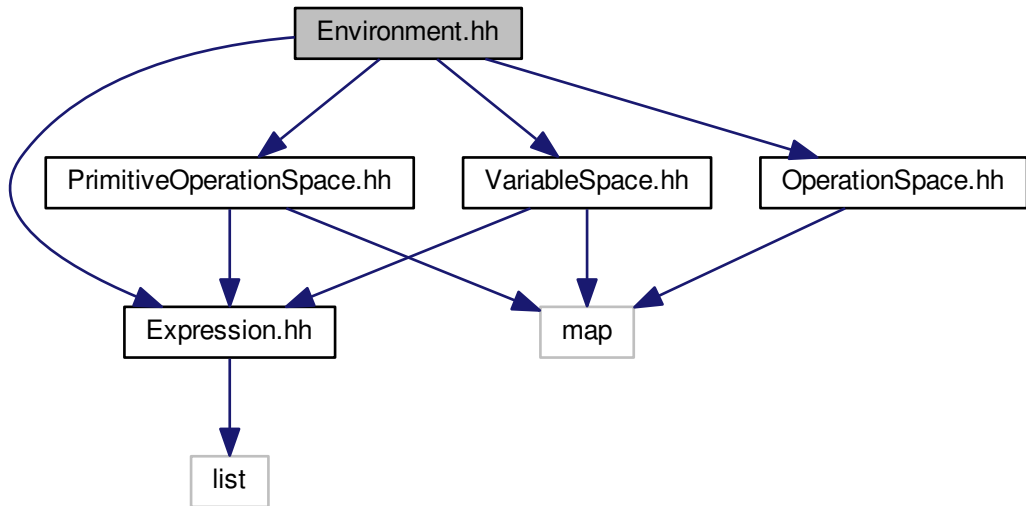 Environment.hh
PrimitiveOperationSpace.hh
VariableSpace.hh
OperationSpace.hh
Expression.hh
map
list